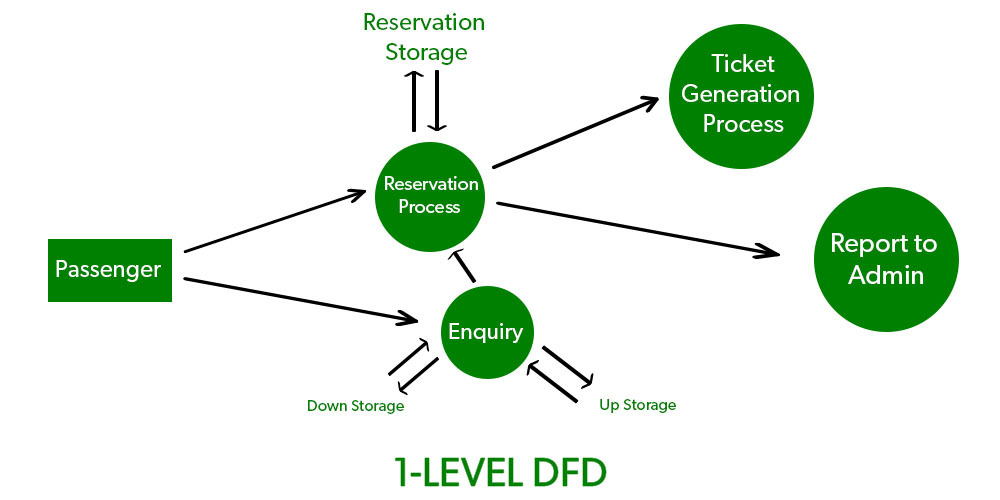 Reservation
Storage
Ticket
Generation
Process
Reservation
Process
Report to
Admin
Passenger
Enquiry
Down Storage
Up Storage
1-LEVEL DFD